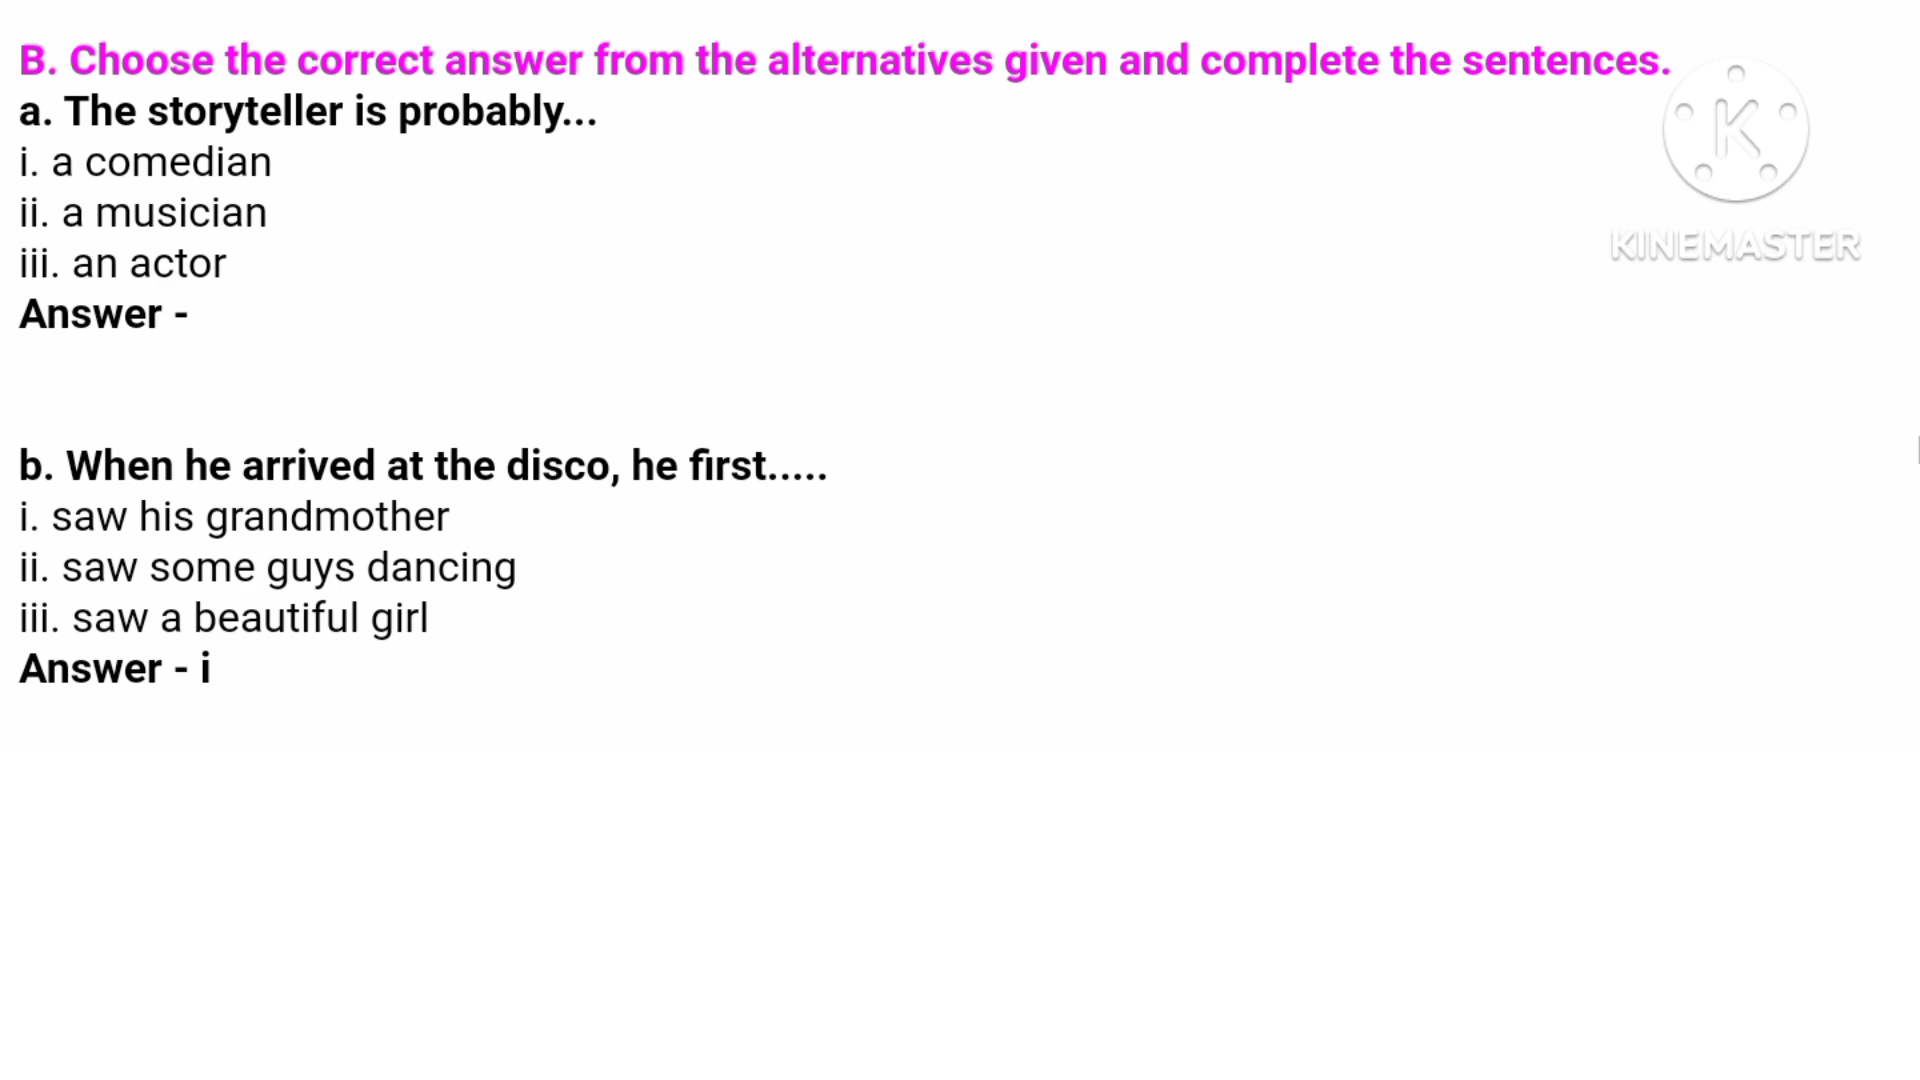 B. Choose the correct answer from the alternatives given and complete the sentences.
a. The storyteller is probably...
i. a comedian
ii. a musician
iii. an actor
Answer -
b. When he arrived at the disco, he first.....
i. saw his grandmother
ii. saw some guys dancing
iii. saw a beautiful girl
Answer - i
K
KINEMASTER